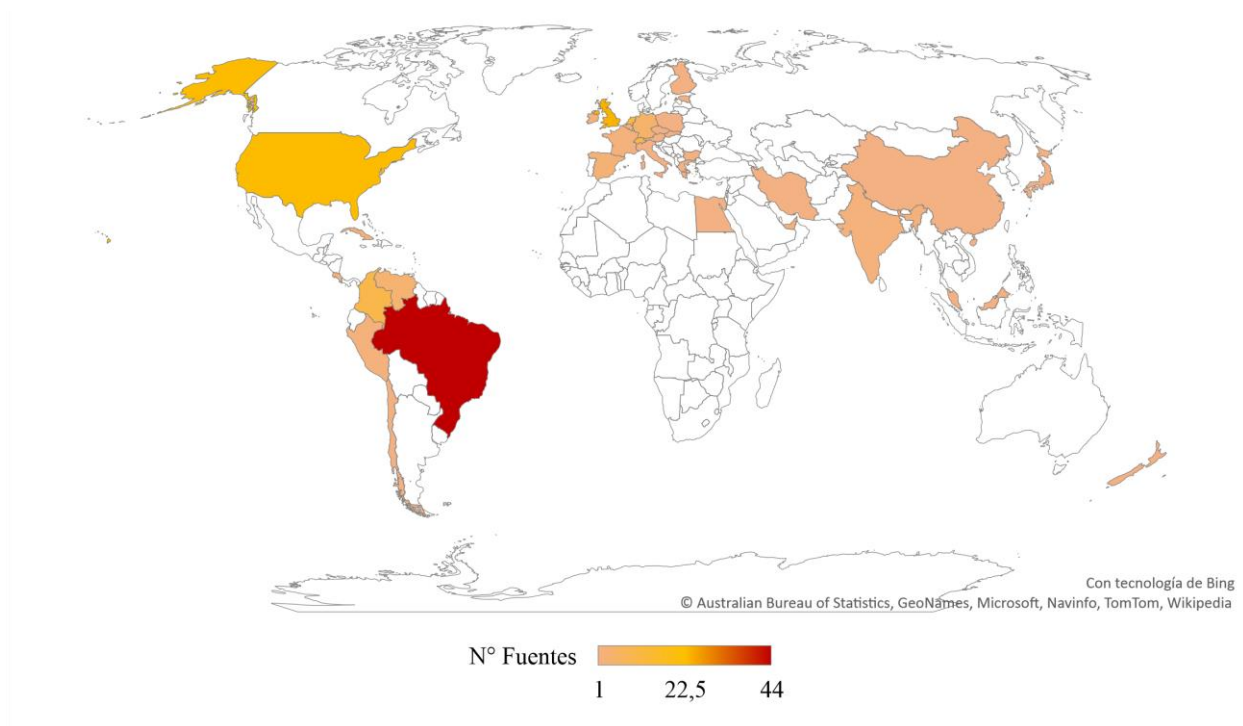 Con tecnología de Bing
© Australian Bureau of Statistics, GeoNames, Microsoft, Navinfo, TomTom, Wikipedia
N° Fuentes
1 22,5 44